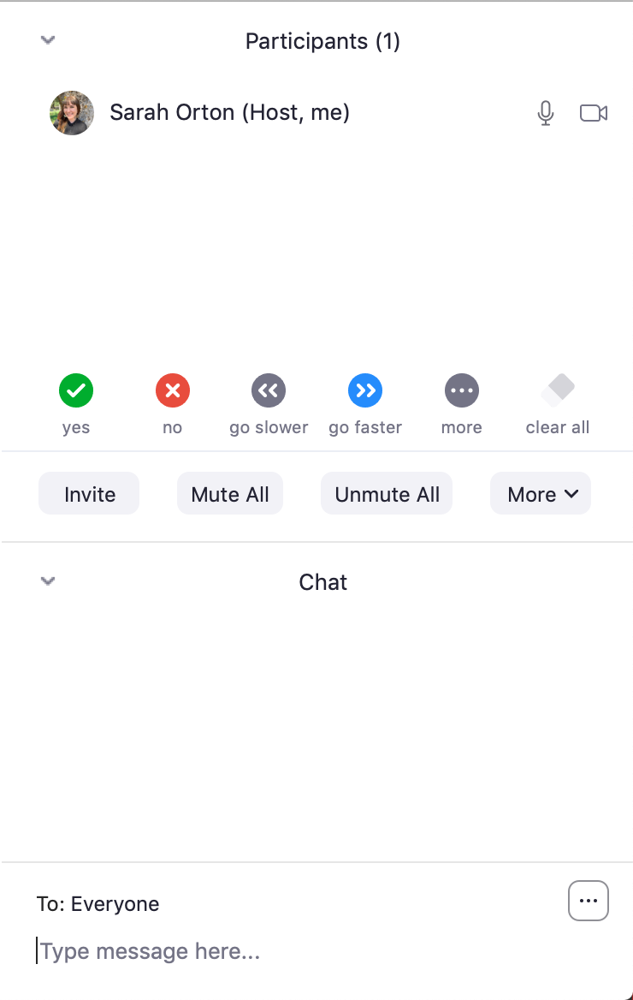 Participants (1)
Sarah Orton (Host, me)
yes no go slower go faster more clear all
Invite Mute All Unmute All More
Chat
To: Everyone
Type message here...